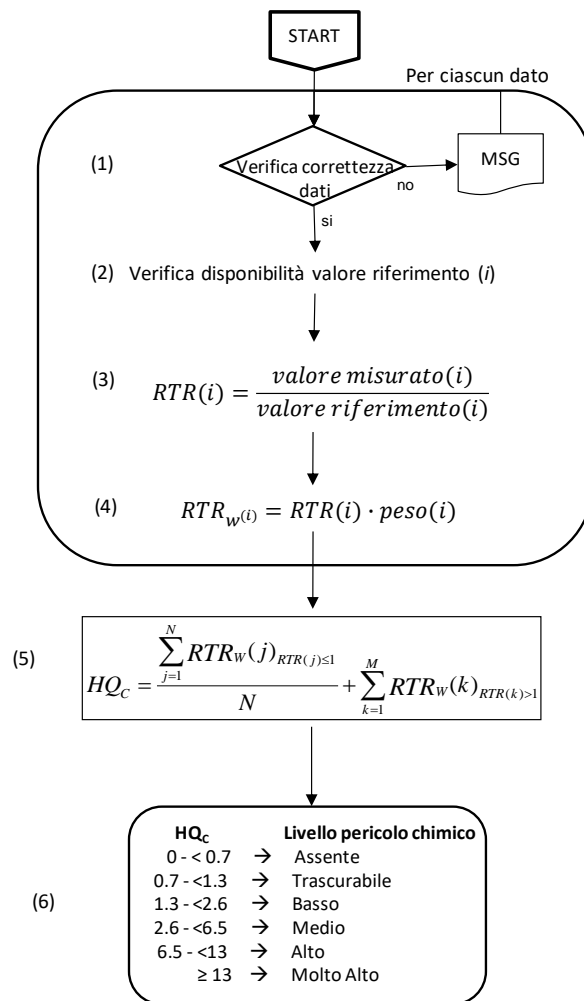 START
Per ciascun dato
(1)
Verifica correttezza
dati
no
MSG
si
(2) Verifica disponibilità valore riferimento (i)
(3) RTR(i) = valore misurato(i) / valore riferimento(i)
(4) RTR_w(i) = RTR(i) · peso(i)
(5) HQ_C = ∑_{j=1}^{N} RTR_W(j)_{RTR(j)≤1} / N + ∑_{k=1}^{M} RTR_W(k)_{RTR(k)>1}
(6)
HQ_C Livello pericolo chimico
0 - < 0.7 → Assente
0.7 - <1.3 → Trascurabile
1.3 - <2.6 → Basso
2.6 - <6.5 → Medio
6.5 - <13 → Alto
≥ 13 → Molto Alto